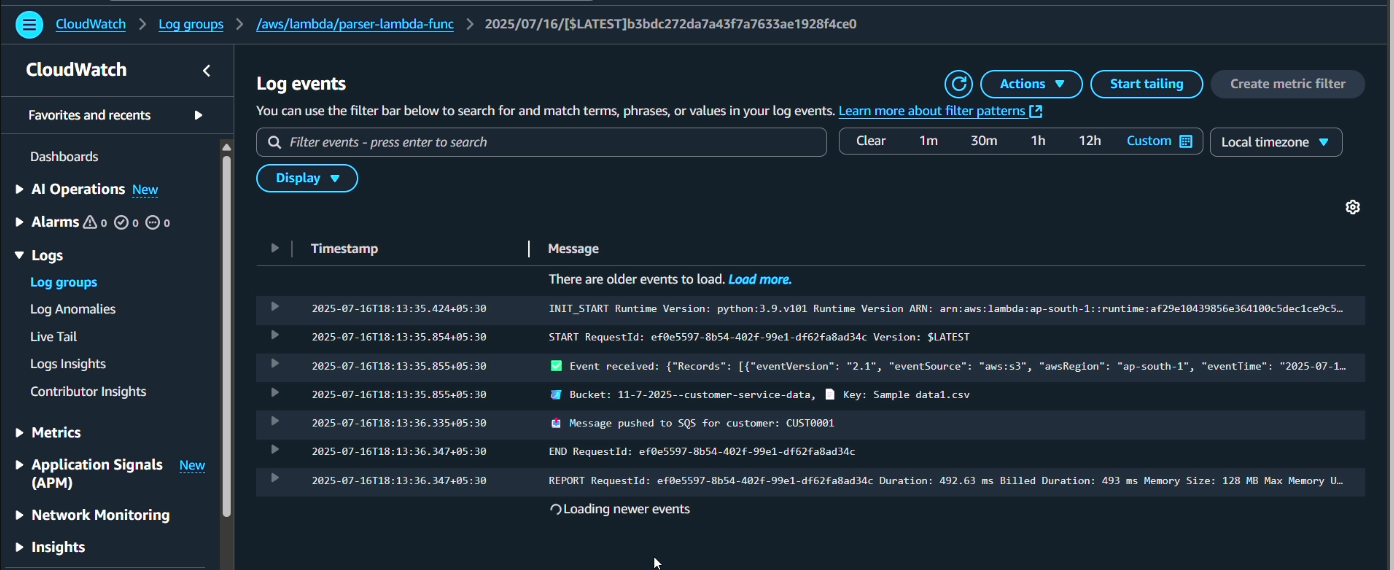 CloudWatch > Log groups > /aws/lambda/parser-lambda-func > 2025/07/16/[$LATEST]b3bdc272da7a43f7a7633ae1928f4ce0
CloudWatch
Favorites and recents
Dashboards
AI Operations New
Alarms 0 0 0
Logs
Log groups
Log Anomalies
Live Tail
Logs Insights
Contributor Insights
Metrics
Application Signals New
(APM)
Network Monitoring
Insights
Log events
Actions
Start tailing
Create metric filter
You can use the filter bar below to search for and match terms, phrases, or values in your log events. Learn more about filter patterns
Filter events - press enter to search
Clear 1m 30m 1h 12h Custom
Local timezone
Display
Timestamp Message
There are older events to load. Load more.
2025-07-16T18:13:35.424+05:30 INIT_START Runtime Version: python:3.9.v101 Runtime Version ARN: arn:aws:lambda:ap-south-1::runtime:af29e10439856e364100c5dec1ce9c5…
2025-07-16T18:13:35.854+05:30 START RequestId: ef0e5597-8b54-402f-99e1-df62fa8ad34c Version: $LATEST
2025-07-16T18:13:35.855+05:30 ✅ Event received: {"Records": [{"eventVersion": "2.1", "eventSource": "aws:s3", "awsRegion": "ap-south-1", "eventTime": "2025-07-1…
2025-07-16T18:13:35.855+05:30 Bucket: 11-7-2025--customer-service-data, 📄 Key: Sample data1.csv
2025-07-16T18:13:36.335+05:30 📩 Message pushed to SQS for customer: CUST0001
2025-07-16T18:13:36.347+05:30 END RequestId: ef0e5597-8b54-402f-99e1-df62fa8ad34c
2025-07-16T18:13:36.347+05:30 REPORT RequestId: ef0e5597-8b54-402f-99e1-df62fa8ad34c Duration: 492.63 ms Billed Duration: 493 ms Memory Size: 128 MB Max Memory U…
Loading newer events